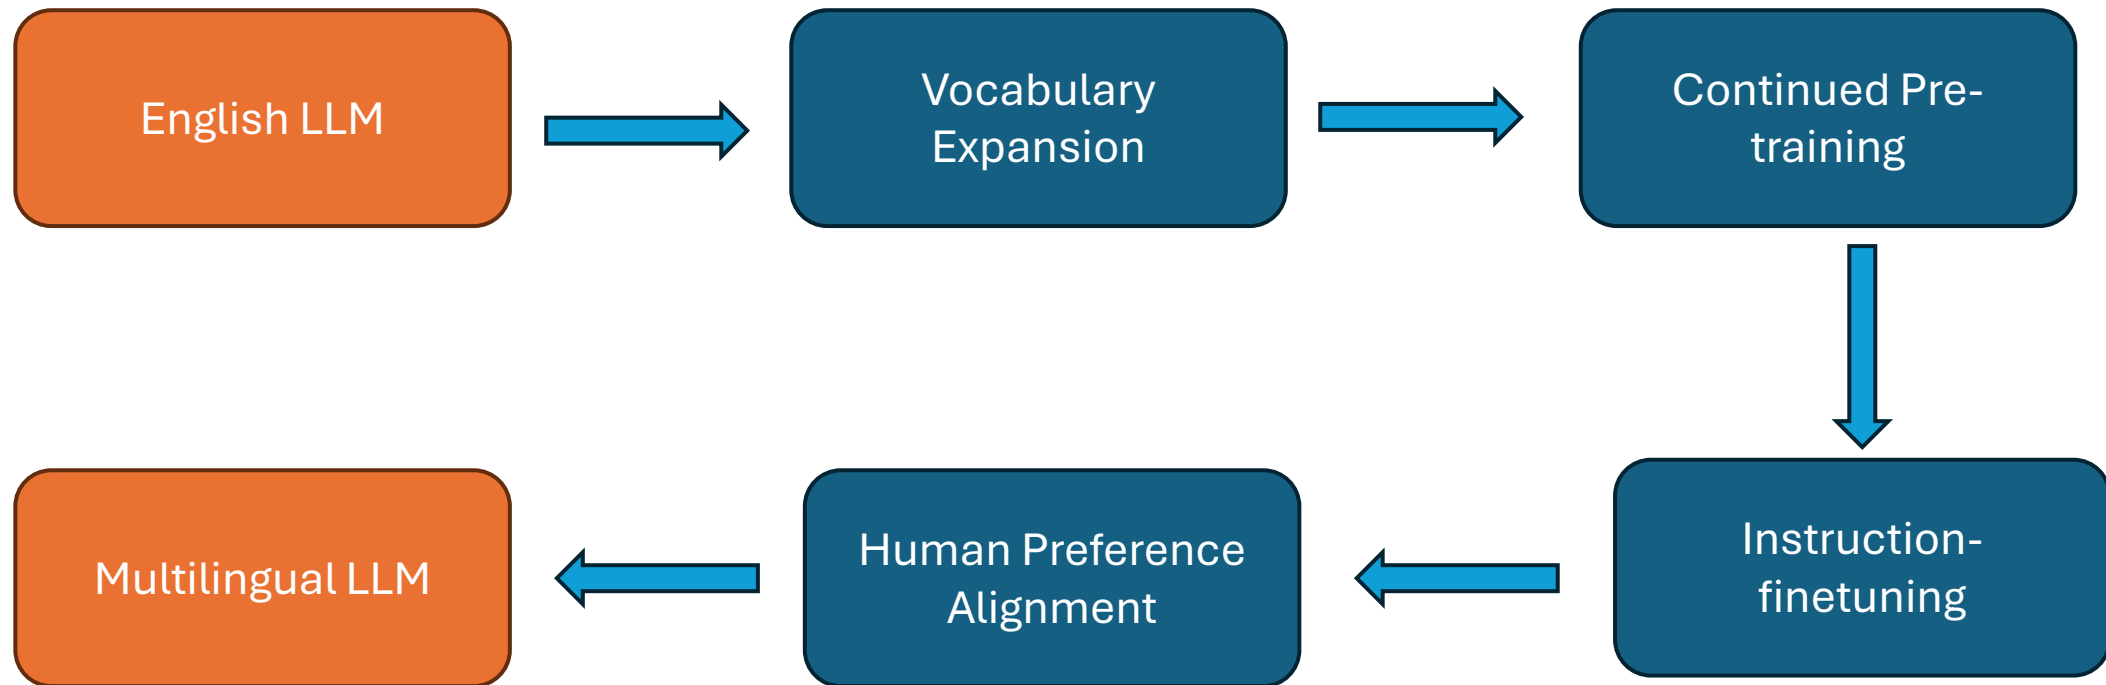 English LLM
Vocabulary
Expansion
Continued Pre-
training
Instruction-
finetuning
Human Preference
Alignment
Multilingual LLM